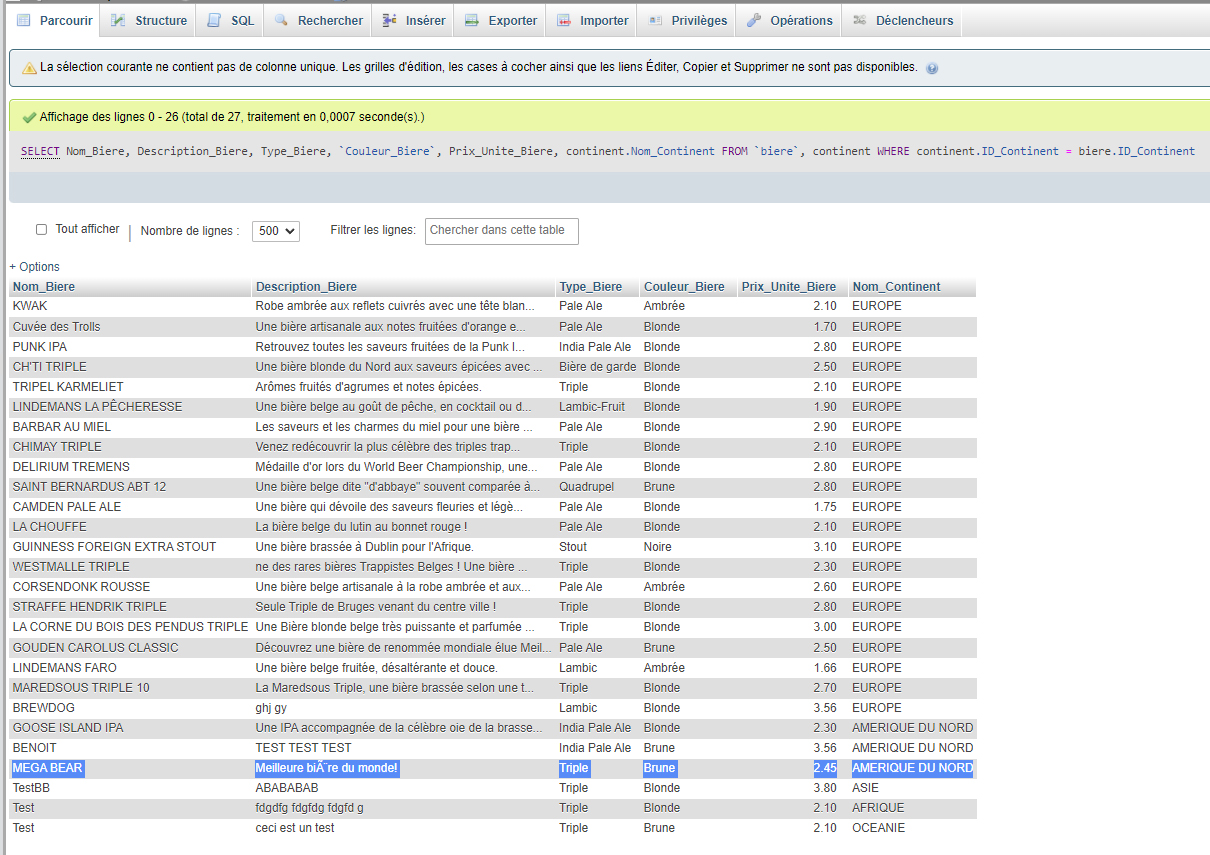 Parcourir Structure SQL Rechercher Insérer Exporter Importer Privilèges Opérations Déclencheurs
La sélection courante ne contient pas de colonne unique. Les grilles d'édition, les cases à cocher ainsi que les liens Éditer, Copier et Supprimer ne sont pas disponibles.
Affichage des lignes 0 - 26 (total de 27, traitement en 0,0007 seconde(s).)
SELECT Nom_Biere, Description_Biere, Type_Biere, `Couleur_Biere`, Prix_Unite_Biere, continent.Nom_Continent FROM `biere`, continent WHERE continent.ID_Continent = biere.ID_Continent
Tout afficher | Nombre de lignes : 500 Filtrer les lignes: Chercher dans cette table
+ Options
Nom_Biere Description_Biere Type_Biere Couleur_Biere Prix_Unite_Biere Nom_Continent
KWAK Robe ambrée aux reflets cuivrés avec une tête blan... Pale Ale Ambrée 2.10 EUROPE
Cuvée des Trolls Une bière artisanale aux notes fruitées d'orange e... Pale Ale Blonde 1.70 EUROPE
PUNK IPA Retrouvez toutes les saveurs fruitées de la Punk I... India Pale Ale Blonde 2.80 EUROPE
CH'TI TRIPLE Une bière blonde du Nord aux saveurs épicées avec ... Bière de garde Blonde 2.50 EUROPE
TRIPEL KARMELIET Arômes fruités d'agrumes et notes épicées. Triple Blonde 2.10 EUROPE
LINDEMANS LA PÊCHERESSE Une bière belge au goût de pêche, en cocktail ou d... Lambic-Fruit Blonde 1.90 EUROPE
BARBAR AU MIEL Les saveurs et les charmes du miel pour une bière ... Pale Ale Blonde 2.90 EUROPE
CHIMAY TRIPLE Venez redécouvrir la plus célèbre des triples trap... Triple Blonde 2.10 EUROPE
DELIRIUM TREMENS Médaille d'or lors du World Beer Championship, une... Pale Ale Blonde 2.80 EUROPE
SAINT BERNARDUS ABT 12 Une bière belge dite "d'abbaye" souvent comparée à... Quadrupel Brune 2.80 EUROPE
CAMDEN PALE ALE Une bière qui dévoile des saveurs fleuries et légè... Pale Ale Blonde 1.75 EUROPE
LA CHOUFFE La bière belge du lutin au bonnet rouge ! Pale Ale Blonde 2.10 EUROPE
GUINNESS FOREIGN EXTRA STOUT Une bière brassée à Dublin pour l'Afrique. Stout Noire 3.10 EUROPE
WESTMALLE TRIPLE ne des rares bières Trappistes Belges ! Une bière ... Triple Blonde 2.30 EUROPE
CORSENDONK ROUSSE Une bière belge artisanale à la robe ambrée et aux... Pale Ale Ambrée 2.60 EUROPE
STRAFFE HENDRIK TRIPLE Seule Triple de Bruges venant du centre ville ! Triple Blonde 2.80 EUROPE
LA CORNE DU BOIS DES PENDUS TRIPLE Une Bière blonde belge très puissante et parfumée ... Triple Blonde 3.00 EUROPE
GOUDEN CAROLUS CLASSIC Découvrez une bière de renommée mondiale élue Meil... Pale Ale Brune 2.50 EUROPE
LINDEMANS FARO Une bière belge fruitée, désaltérante et douce. Lambic Ambrée 1.66 EUROPE
MAREDSOUS TRIPLE 10 La Maredsous Triple, une bière brassée selon une t... Triple Blonde 2.70 EUROPE
BREWDOG ghj gy Lambic Blonde 3.56 EUROPE
GOOSE ISLAND IPA Une IPA accompagnée de la célèbre oie de la brasse... India Pale Ale Blonde 2.30 AMERIQUE DU NORD
BENOIT TEST TEST TEST India Pale Ale Brune 3.56 AMERIQUE DU NORD
MEGA BEAR Meilleure biÃ¨re du monde! Triple Brune 2.45 AMERIQUE DU NORD
TestBB ABABABAB Triple Blonde 3.80 ASIE
Test fdgdfg fdgfdg fdgfd g Triple Blonde 2.10 AFRIQUE
Test ceci est un test Triple Brune 2.10 OCEANIE